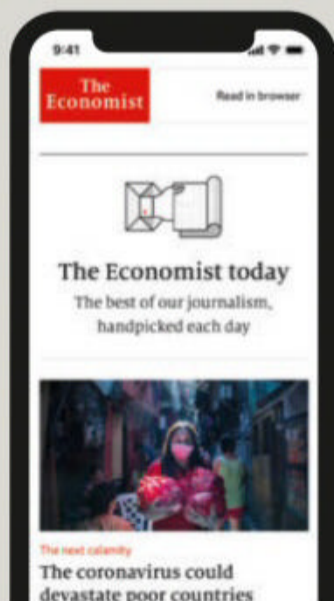 9:41
The
Economist
Read in browser
The Economist today
The best of our journalism,
handpicked each day
The next calamity
The coronavirus could
devastate poor countries